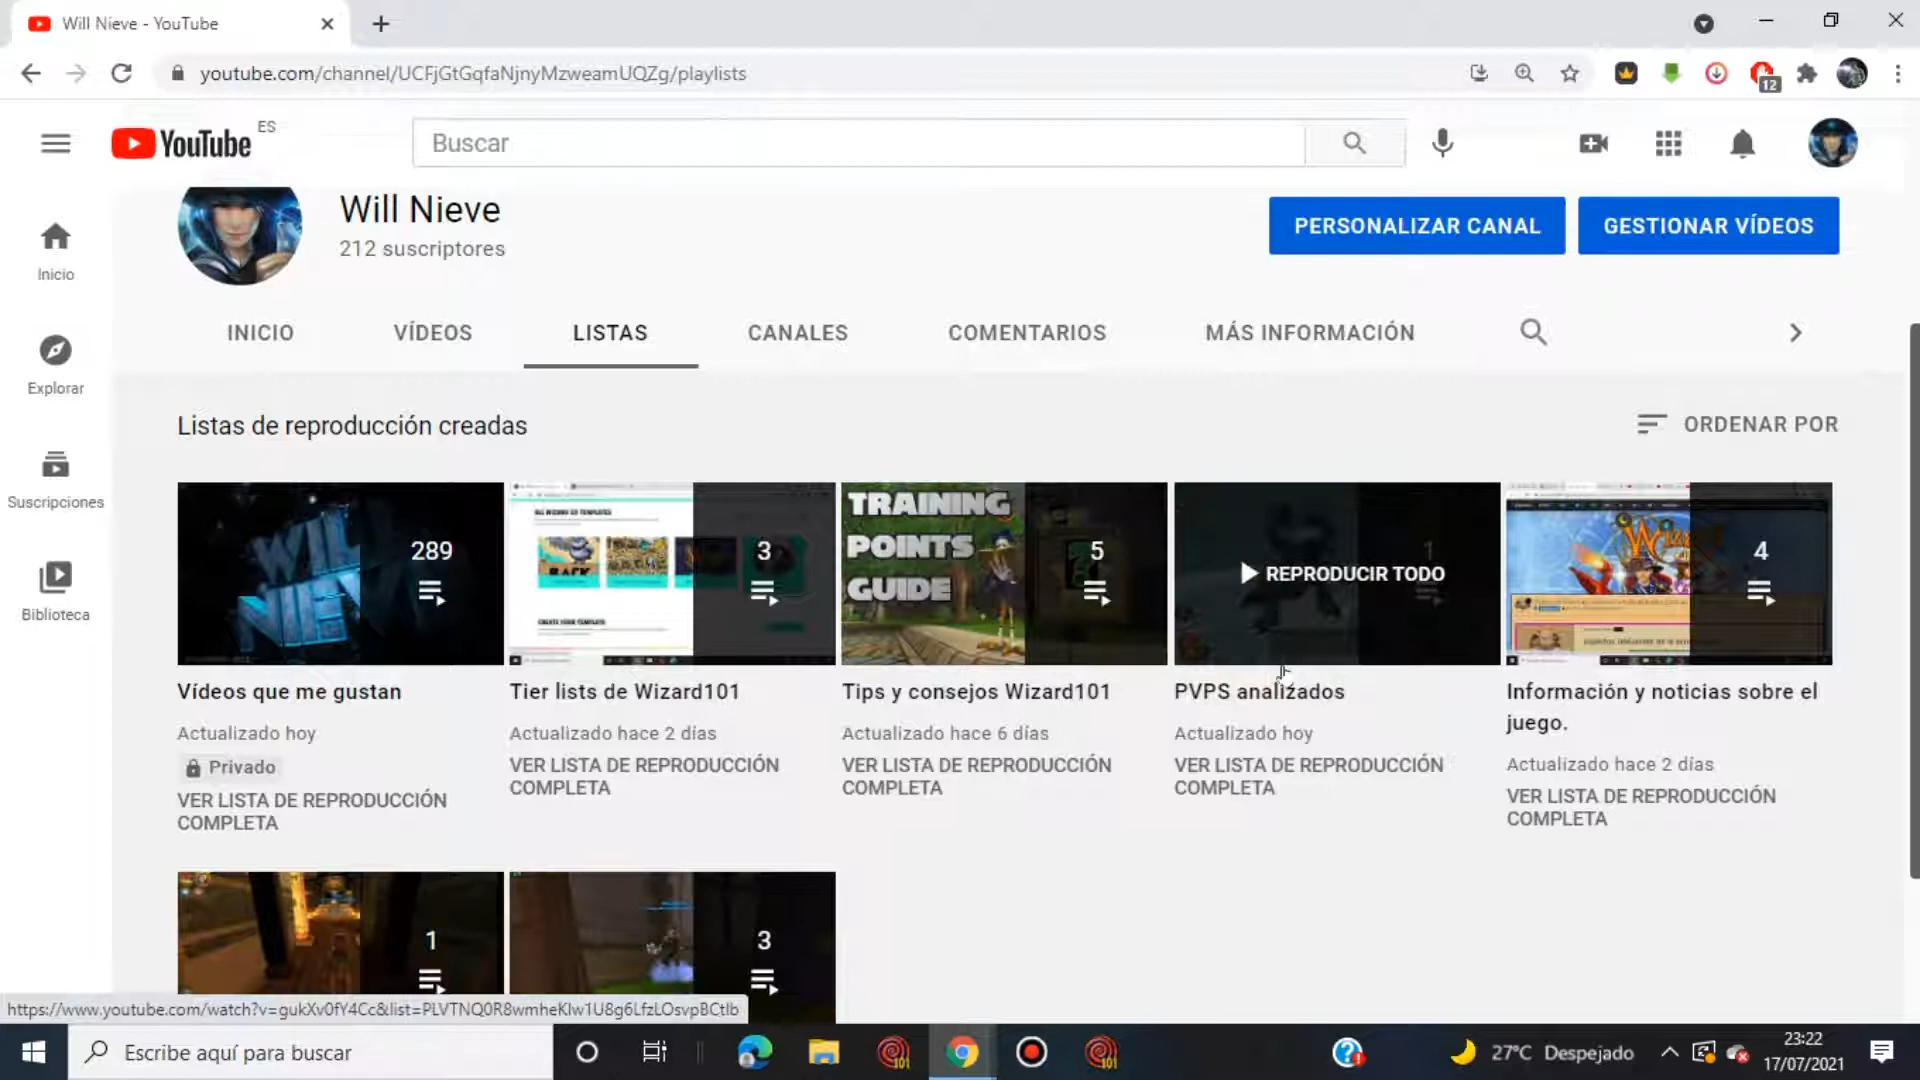 Will Nieve - YouTube
youtube.com/channel/UCFjGtGqfaNjnyMzweamUQZg/playlists
12
YouTube ES
Buscar
Will Nieve
212 suscriptores
PERSONALIZAR CANAL
GESTIONAR VÍDEOS
Inicio
Explorar
Suscripciones
Biblioteca
INICIO
VÍDEOS
LISTAS
CANALES
COMENTARIOS
MÁS INFORMACIÓN
Listas de reproducción creadas
ORDENAR POR
289
Vídeos que me gustan
Actualizado hoy
Privado
VER LISTA DE REPRODUCCIÓN
COMPLETA
3
Tier lists de Wizard101
Actualizado hace 2 días
VER LISTA DE REPRODUCCIÓN
COMPLETA
TRAINING
POINTS
GUIDE
5
Tips y consejos Wizard101
Actualizado hace 6 días
VER LISTA DE REPRODUCCIÓN
COMPLETA
1
REPRODUCIR TODO
PVPS analizados
Actualizado hoy
VER LISTA DE REPRODUCCIÓN
COMPLETA
4
Información y noticias sobre el
juego.
Actualizado hace 2 días
VER LISTA DE REPRODUCCIÓN
COMPLETA
1
3
https://www.youtube.com/watch?v=gukXv0fY4Cc&list=PLVTNQ0R8wmheKIw1U8g6LfzLOsvpBCtIb
Escribe aquí para buscar
101
101
27°C Despejado
23:22
17/07/2021